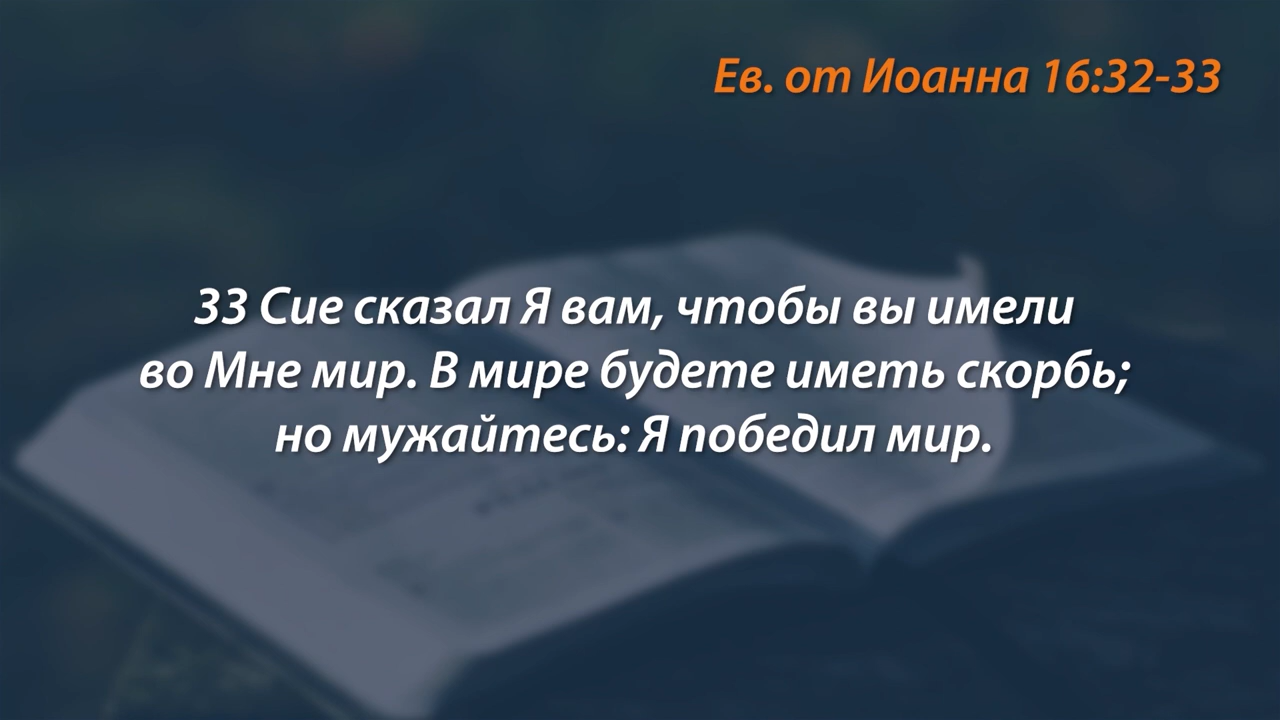 Ев. от Иоанна 16:32-33
33 Сие сказал Я вам, чтобы вы имели
во Мне мир. В мире будете иметь скорбь;
но мужайтесь: Я победил мир.